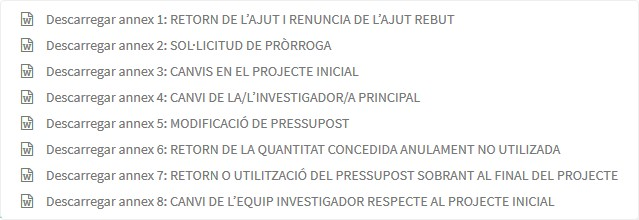 Descarregar annex 1: RETORN DE L'AJUT I RENUNCIA DE L'AJUT REBUT
Descarregar annex 2: SOL·LICITUD DE PRÒRROGA
Descarregar annex 3: CANVIS EN EL PROJECTE INICIAL
Descarregar annex 4: CANVI DE LA/L'INVESTIGADOR/A PRINCIPAL
Descarregar annex 5: MODIFICACIÓ DE PRESSUPOST
Descarregar annex 6: RETORN DE LA QUANTITAT CONCEDIDA ANULAMENT NO UTILIZADA
Descarregar annex 7: RETORN O UTILITZACIÓ DEL PRESSUPOST SOBRANT AL FINAL DEL PROJECTE
Descarregar annex 8: CANVI DE L'EQUIP INVESTIGADOR RESPECTE AL PROJECTE INICIAL